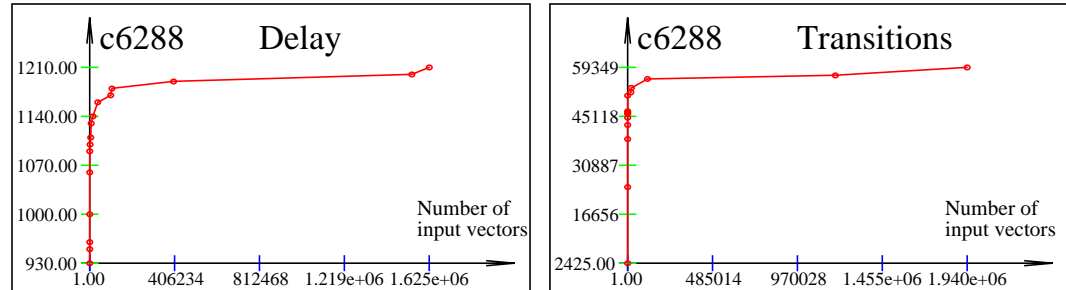 c6288 Delay
1210.00
1140.00
1070.00
1000.00
930.00
Number of
input vectors
1.00 406234 812468 1.219e+06 1.625e+06
c6288 Transitions
59349
45118
30887
16656
2425.00
Number of
input vectors
1.00 485014 970028 1.455e+06 1.940e+06